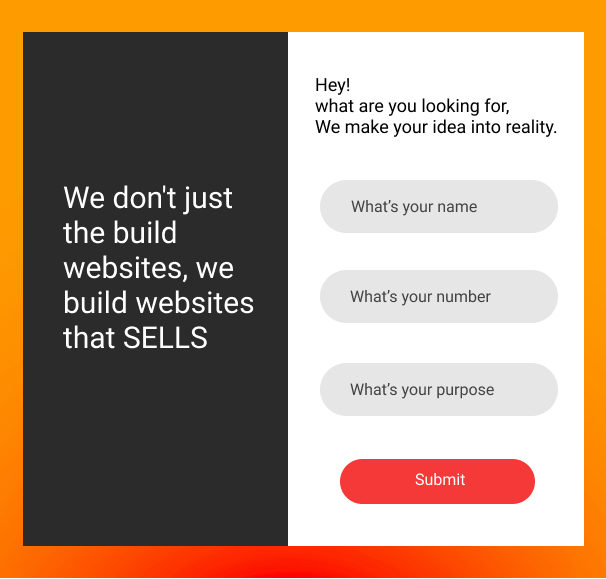 We don't just
the build
websites, we
build websites
that SELLS
Hey!
what are you looking for,
We make your idea into reality.
What’s your name
What’s your number
What’s your purpose
Submit